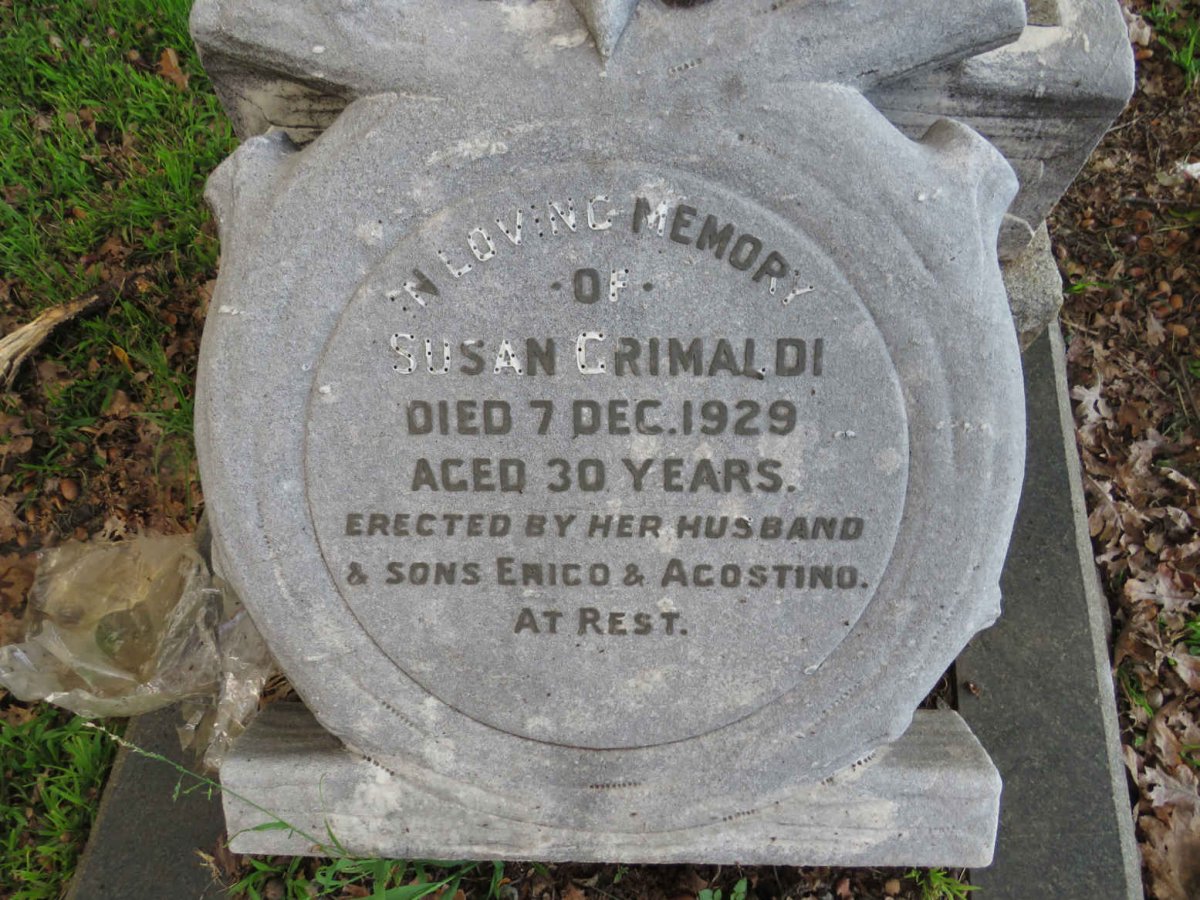 IN LOVING MEMORY
· OF ·
SUSAN GRIMALDI
DIED 7 DEC. 1929
AGED 30 YEARS.
ERECTED BY HER HUSBAND
& SONS ENICO & AGOSTINO.
AT REST.